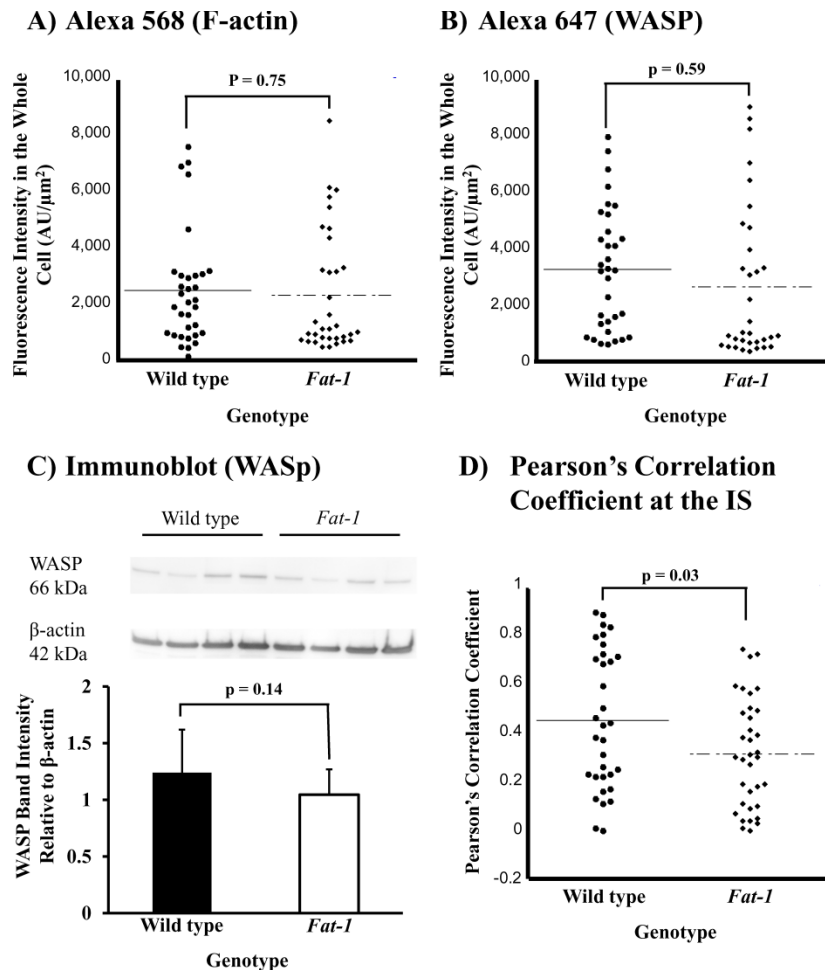 A) Alexa 568 (F-actin)
Fluorescence Intensity in the Whole
Cell (AU/µm²)
10,000
8,000
6,000
4,000
2,000
0
P = 0.75
Wild type
Fat-1
Genotype
B) Alexa 647 (WASP)
Fluorescence Intensity in the Whole
Cell (AU/µm²)
10,000
8,000
6,000
4,000
2,000
0
p = 0.59
Wild type
Fat-1
Genotype
C) Immunoblot (WASp)
Wild type
Fat-1
WASP
66 kDa
β-actin
42 kDa
WASP Band Intensity
Relative to β-actin
2
1.5
1
0.5
0
p = 0.14
Wild type
Fat-1
Genotype
D) Pearson's Correlation
Coefficient at the IS
Pearson's Correlation Coefficient
1
0.8
0.6
0.4
0.2
0
-0.2
p = 0.03
Wild type
Fat-1
Genotype